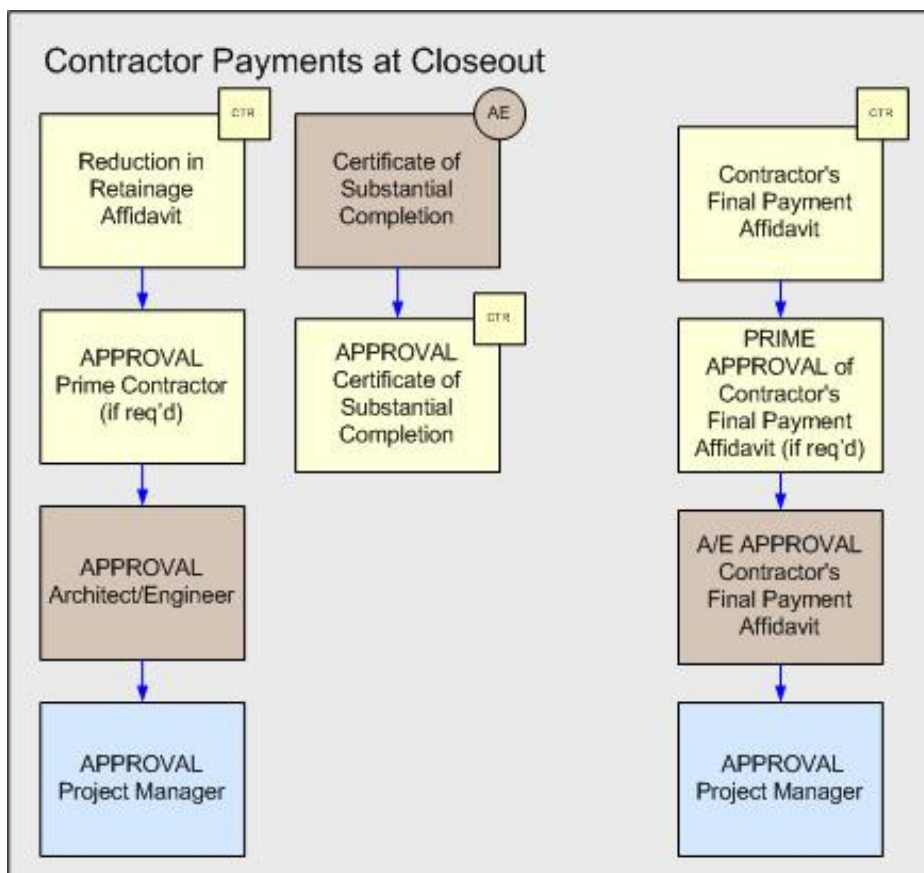 Contractor Payments at Closeout
CTR
Reduction in
Retainage
Affidavit
APPROVAL
Prime Contractor
(if req'd)
APPROVAL
Architect/Engineer
APPROVAL
Project Manager
AE
Certificate of
Substantial
Completion
CTR
APPROVAL
Certificate of
Substantial
Completion
CTR
Contractor's
Final Payment
Affidavit
PRIME
APPROVAL of
Contractor's
Final Payment
Affidavit (if req'd)
A/E APPROVAL
Contractor's
Final Payment
Affidavit
APPROVAL
Project Manager